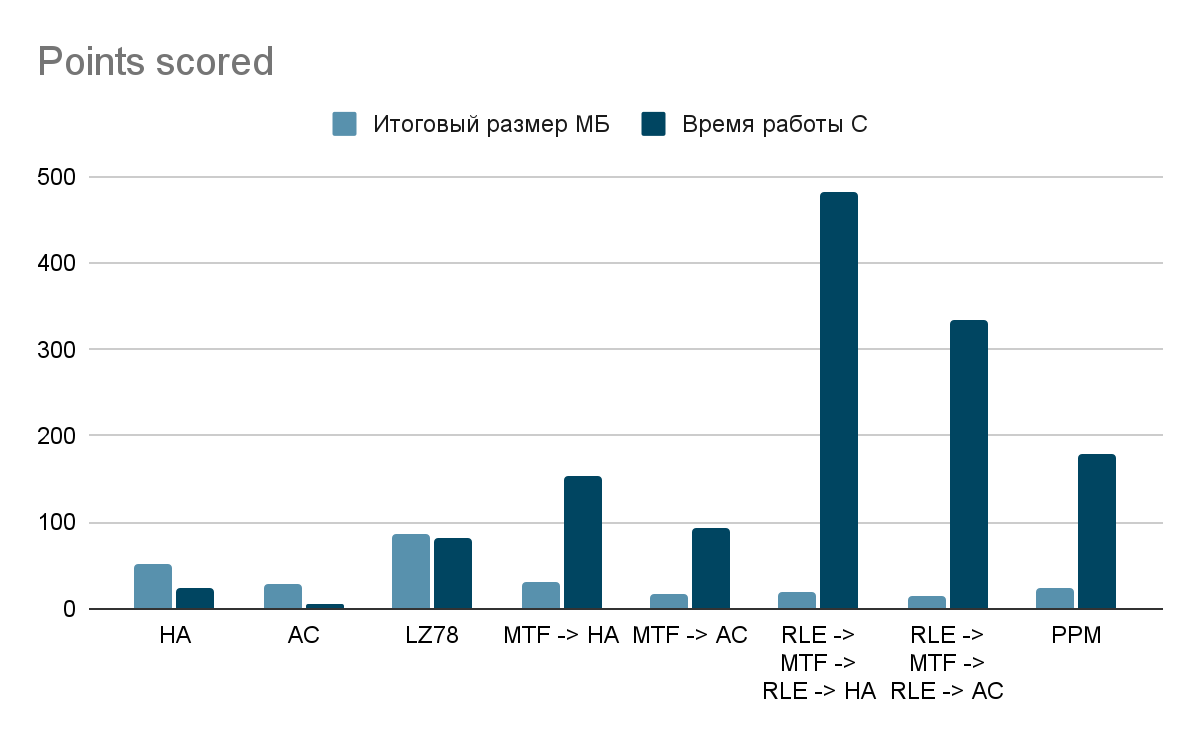 Points scored
Итоговый размер МБ
Время работы С
500
400
300
200
100
0
HA
AC
LZ78
MTF -> HA
MTF -> AC
RLE ->
MTF ->
RLE -> HA
RLE ->
MTF ->
RLE -> AC
PPM